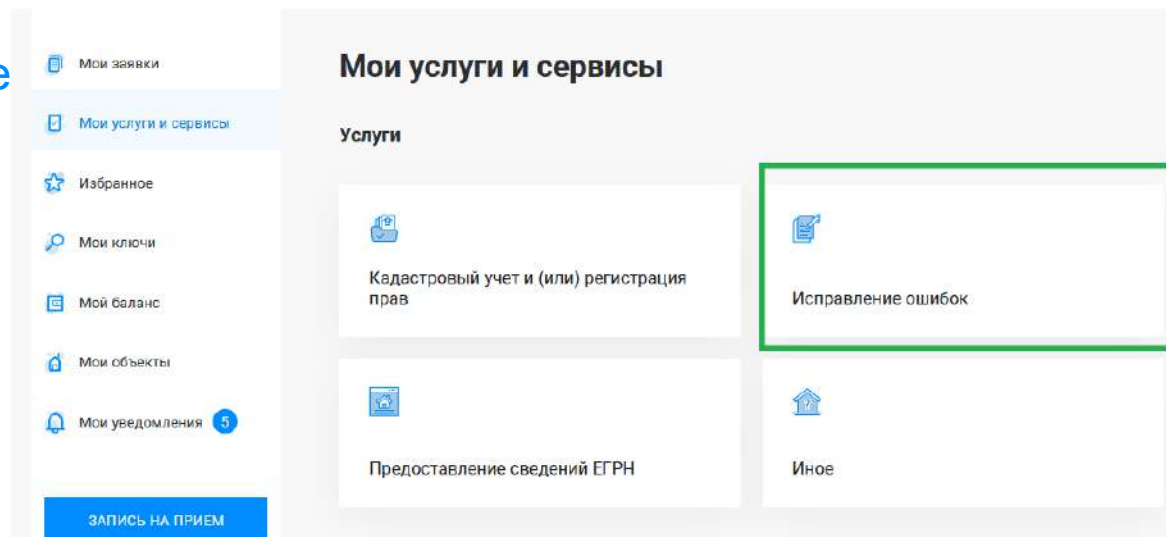 е
Мои заявки
Мои услуги и сервисы
Избранное
Мои ключи
Мой баланс
Мои объекты
Мои уведомления 5
ЗАПИСЬ НА ПРИЕМ
Мои услуги и сервисы
Услуги
Кадастровый учет и (или) регистрация
прав
Исправление ошибок
Предоставление сведений ЕГРН
Иное